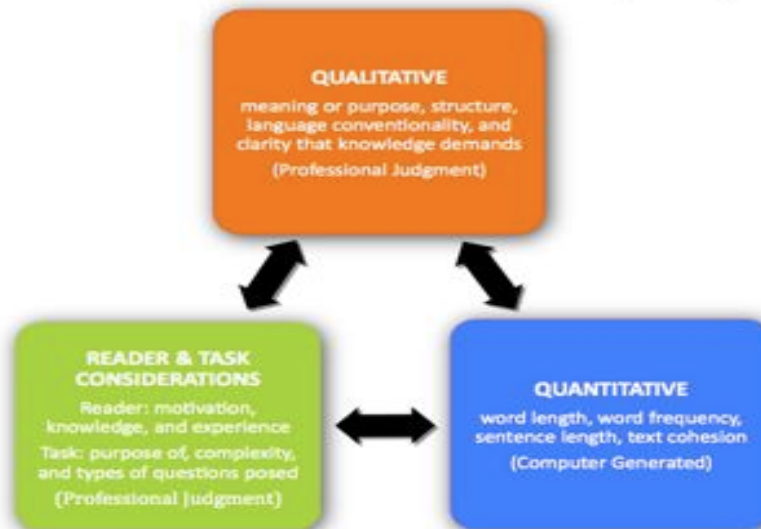 QUALITATIVE
meaning or purpose, structure,
language conventionality, and
clarity that knowledge demands
(Professional Judgment)
READER & TASK
CONSIDERATIONS
Reader: motivation,
knowledge, and experience
Task: purpose of, complexity,
and types of questions posed
(Professional Judgment)
QUANTITATIVE
word length, word frequency,
sentence length, text cohesion
(Computer Generated)